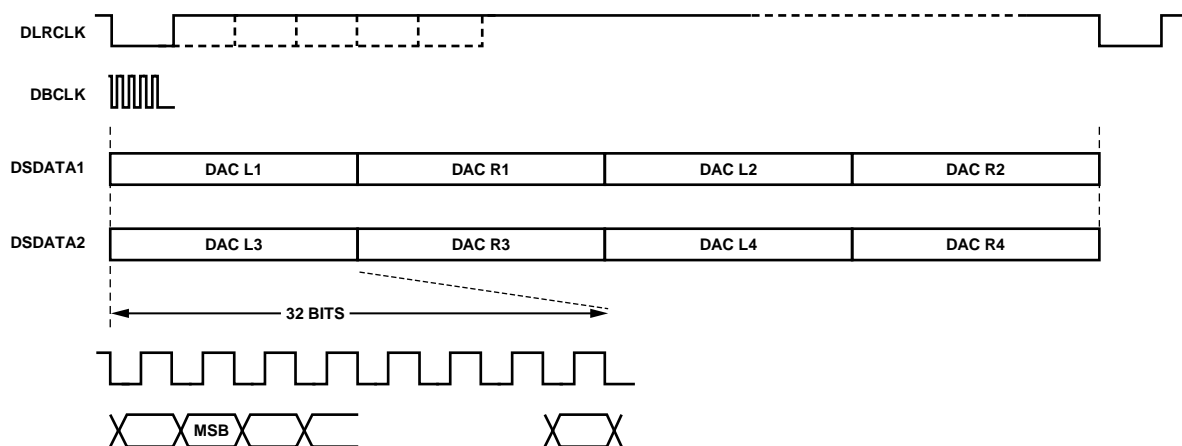 DLRCLK
DBCLK
DSDATA1 DAC L1 DAC R1 DAC L2 DAC R2
DSDATA2 DAC L3 DAC R3 DAC L4 DAC R4
32 BITS
MSB